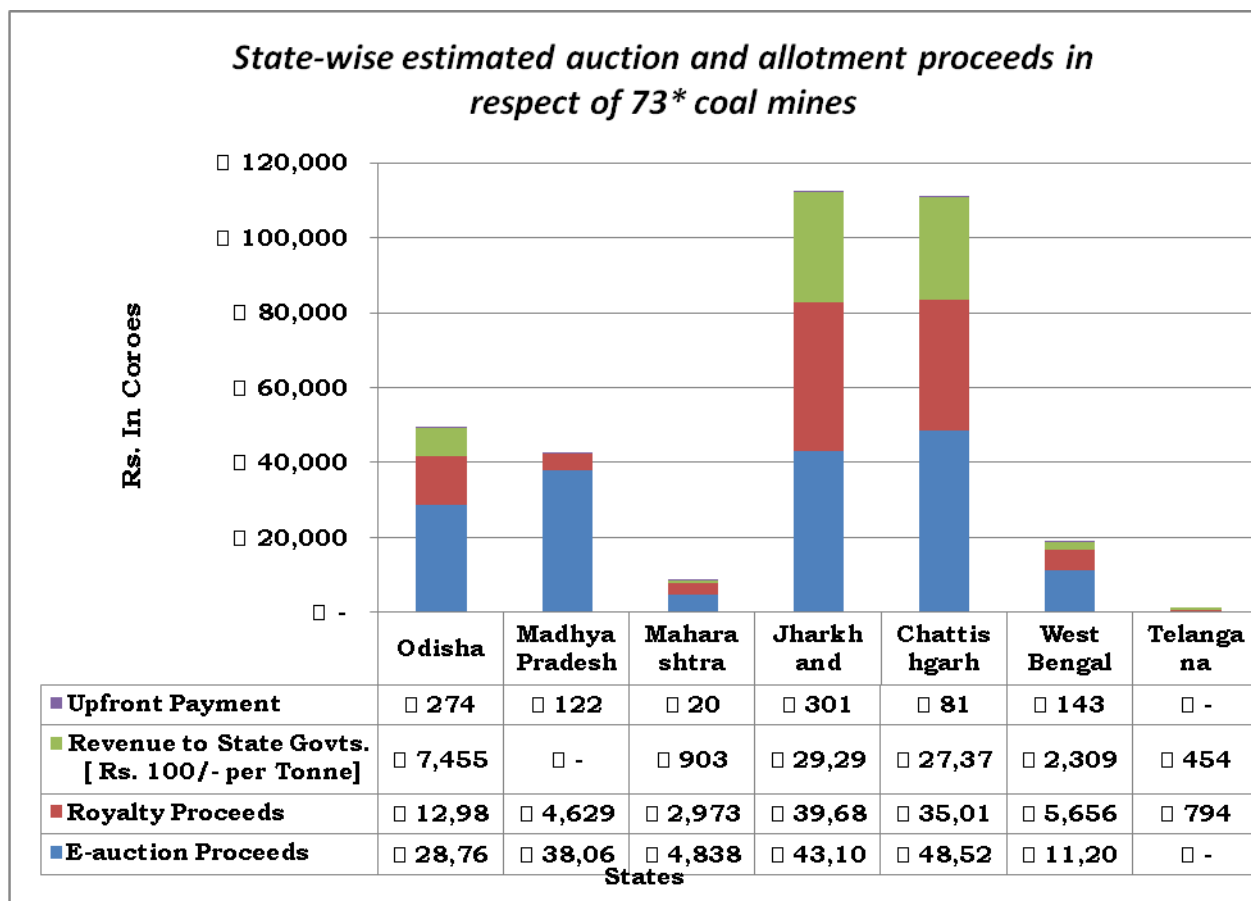 State-wise estimated auction and allotment proceeds in
respect of 73* coal mines
Rs. In Coroes
▯ 120,000
▯ 100,000
▯ 80,000
▯ 60,000
▯ 40,000
▯ 20,000
▯ -
Odisha Madhya Pradesh Mahara shtra Jharkh and Chattis hgarh West Bengal Telanga na
Upfront Payment ▯ 274 ▯ 122 ▯ 20 ▯ 301 ▯ 81 ▯ 143 ▯ -
Revenue to State Govts.
[ Rs. 100/- per Tonne] ▯ 7,455 ▯ - ▯ 903 ▯ 29,29 ▯ 27,37 ▯ 2,309 ▯ 454
Royalty Proceeds ▯ 12,98 ▯ 4,629 ▯ 2,973 ▯ 39,68 ▯ 35,01 ▯ 5,656 ▯ 794
E-auction Proceeds ▯ 28,76 ▯ 38,06 ▯ 4,838 ▯ 43,10 ▯ 48,52 ▯ 11,20 ▯ -
States